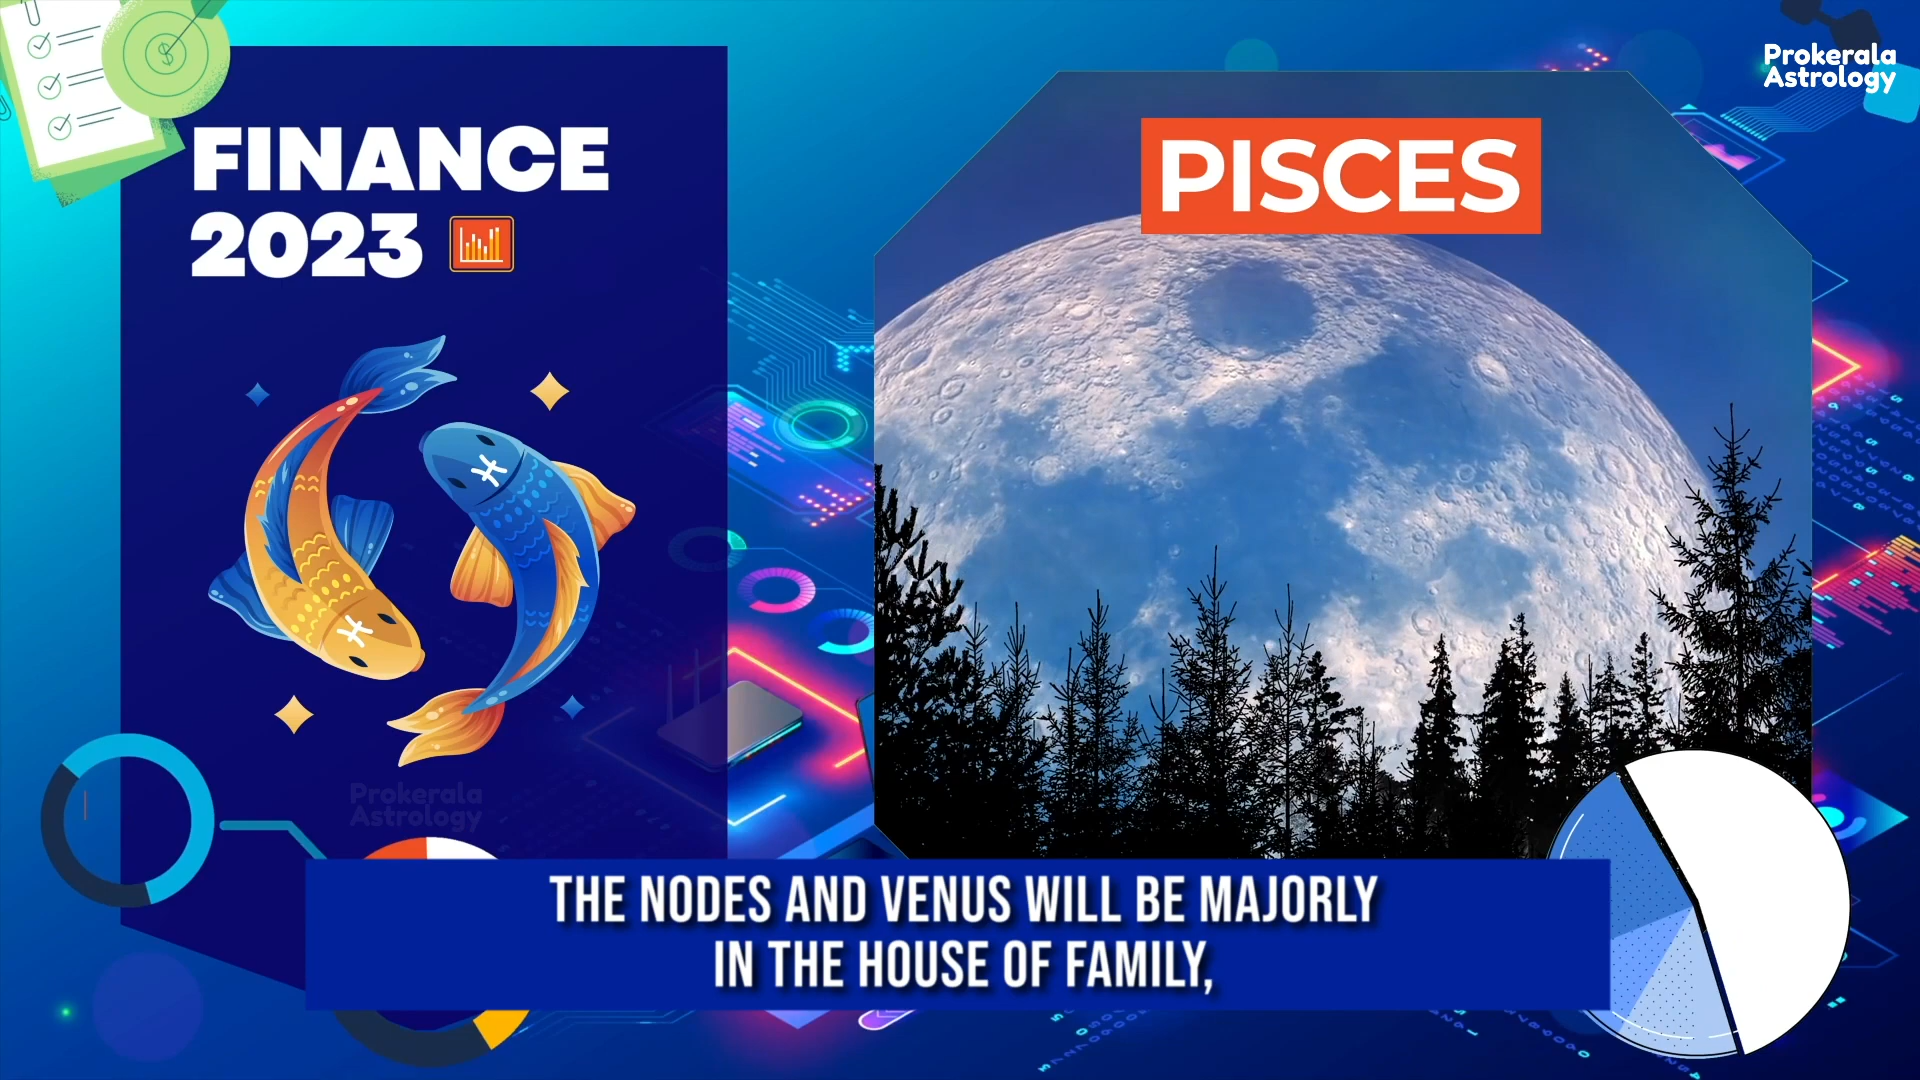 Prokerala
Astrology
FINANCE
2023
PISCES
Prokerala
Astrology
THE NODES AND VENUS WILL BE MAJORLY
IN THE HOUSE OF FAMILY,